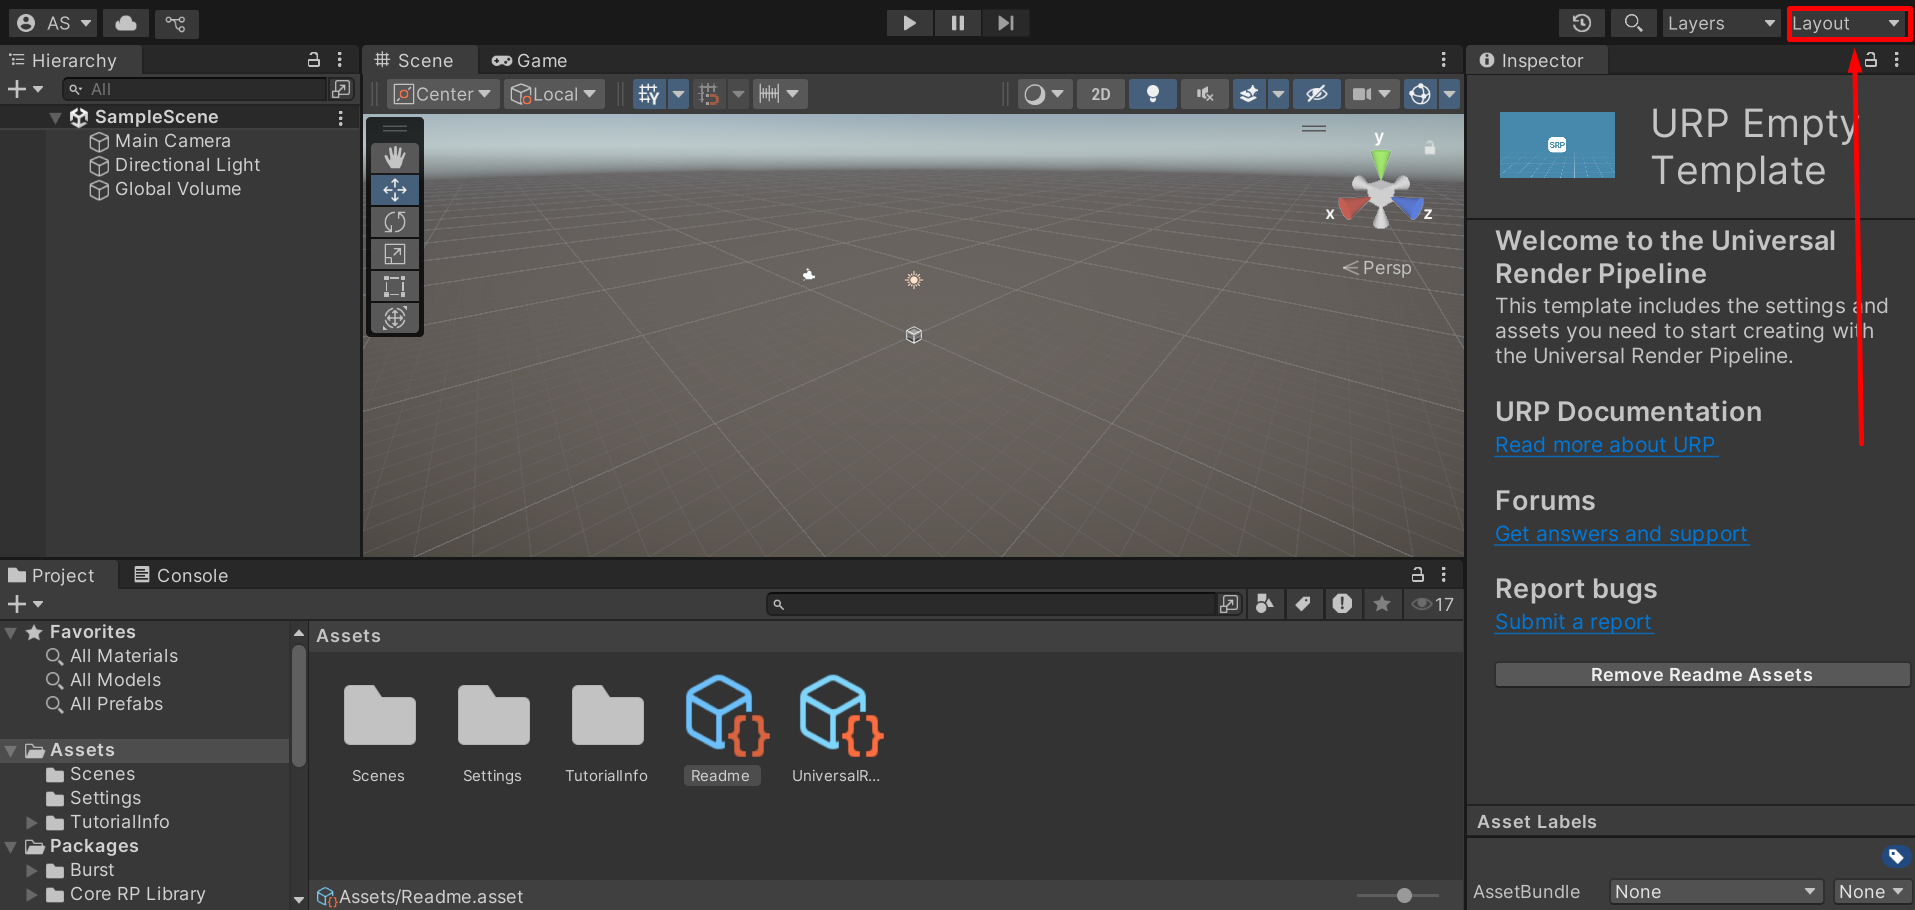 AS
Layers
Layout
Hierarchy
All
SampleScene
Main Camera
Directional Light
Global Volume
Scene
Game
Center
Local
2D
y
x
z
Persp
Inspector
SRP
URP Empty
Template
Welcome to the Universal
Render Pipeline
This template includes the settings and
assets you need to start creating with
the Universal Render Pipeline.
URP Documentation
Read more about URP
Forums
Get answers and support
Report bugs
Submit a report
Remove Readme Assets
Asset Labels
AssetBundle
None
None
Project
Console
17
Favorites
All Materials
All Models
All Prefabs
Assets
Scenes
Settings
TutorialInfo
Packages
Burst
Core RP Library
Assets
Scenes
Settings
TutorialInfo
Readme
UniversalR...
Assets/Readme.asset